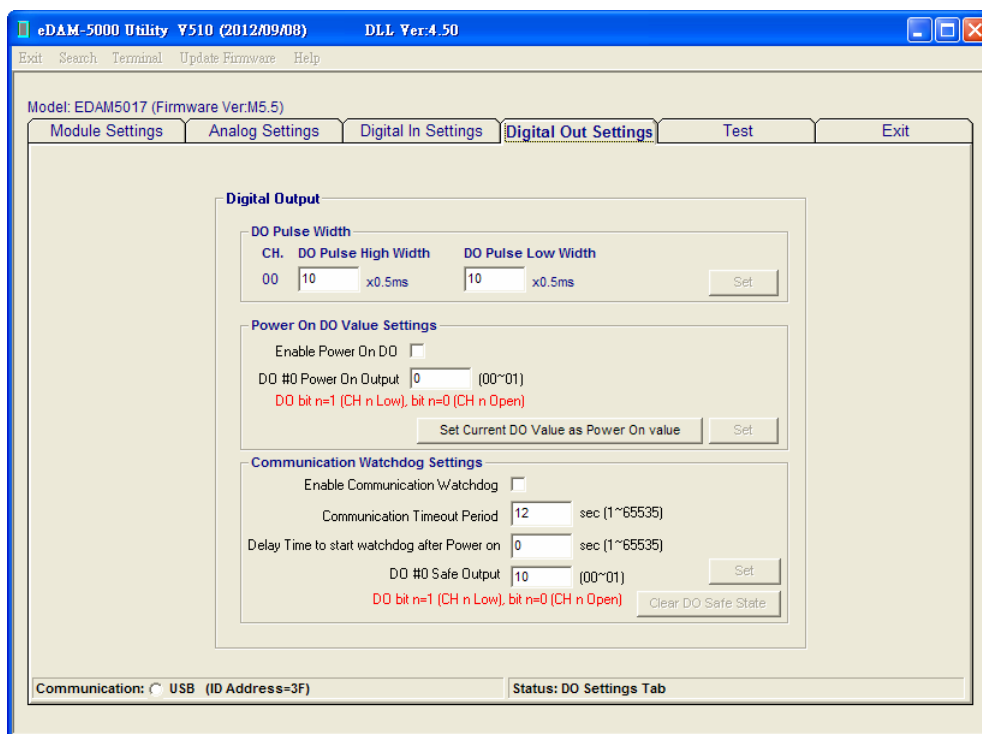 eDAM-5000 Utility V510 (2012/09/08) DLL Ver:4.50
Exit Search Terminal Update Firmware Help
Model: EDAM5017 (Firmware Ver:M5.5)
Module Settings Analog Settings Digital In Settings Digital Out Settings Test Exit
Digital Output
DO Pulse Width
CH. DO Pulse High Width DO Pulse Low Width
00 10 x0.5ms 10 x0.5ms Set
Power On DO Value Settings
Enable Power On DO
DO #0 Power On Output 0 (00~01)
DO bit n=1 (CH n Low), bit n=0 (CH n Open)
Set Current DO Value as Power On value Set
Communication Watchdog Settings
Enable Communication Watchdog
Communication Timeout Period 12 sec (1~65535)
Delay Time to start watchdog after Power on 0 sec (1~65535)
DO #0 Safe Output 10 (00~01) Set
DO bit n=1 (CH n Low), bit n=0 (CH n Open) Clear DO Safe State
Communication: USB (ID Address=3F) Status: DO Settings Tab